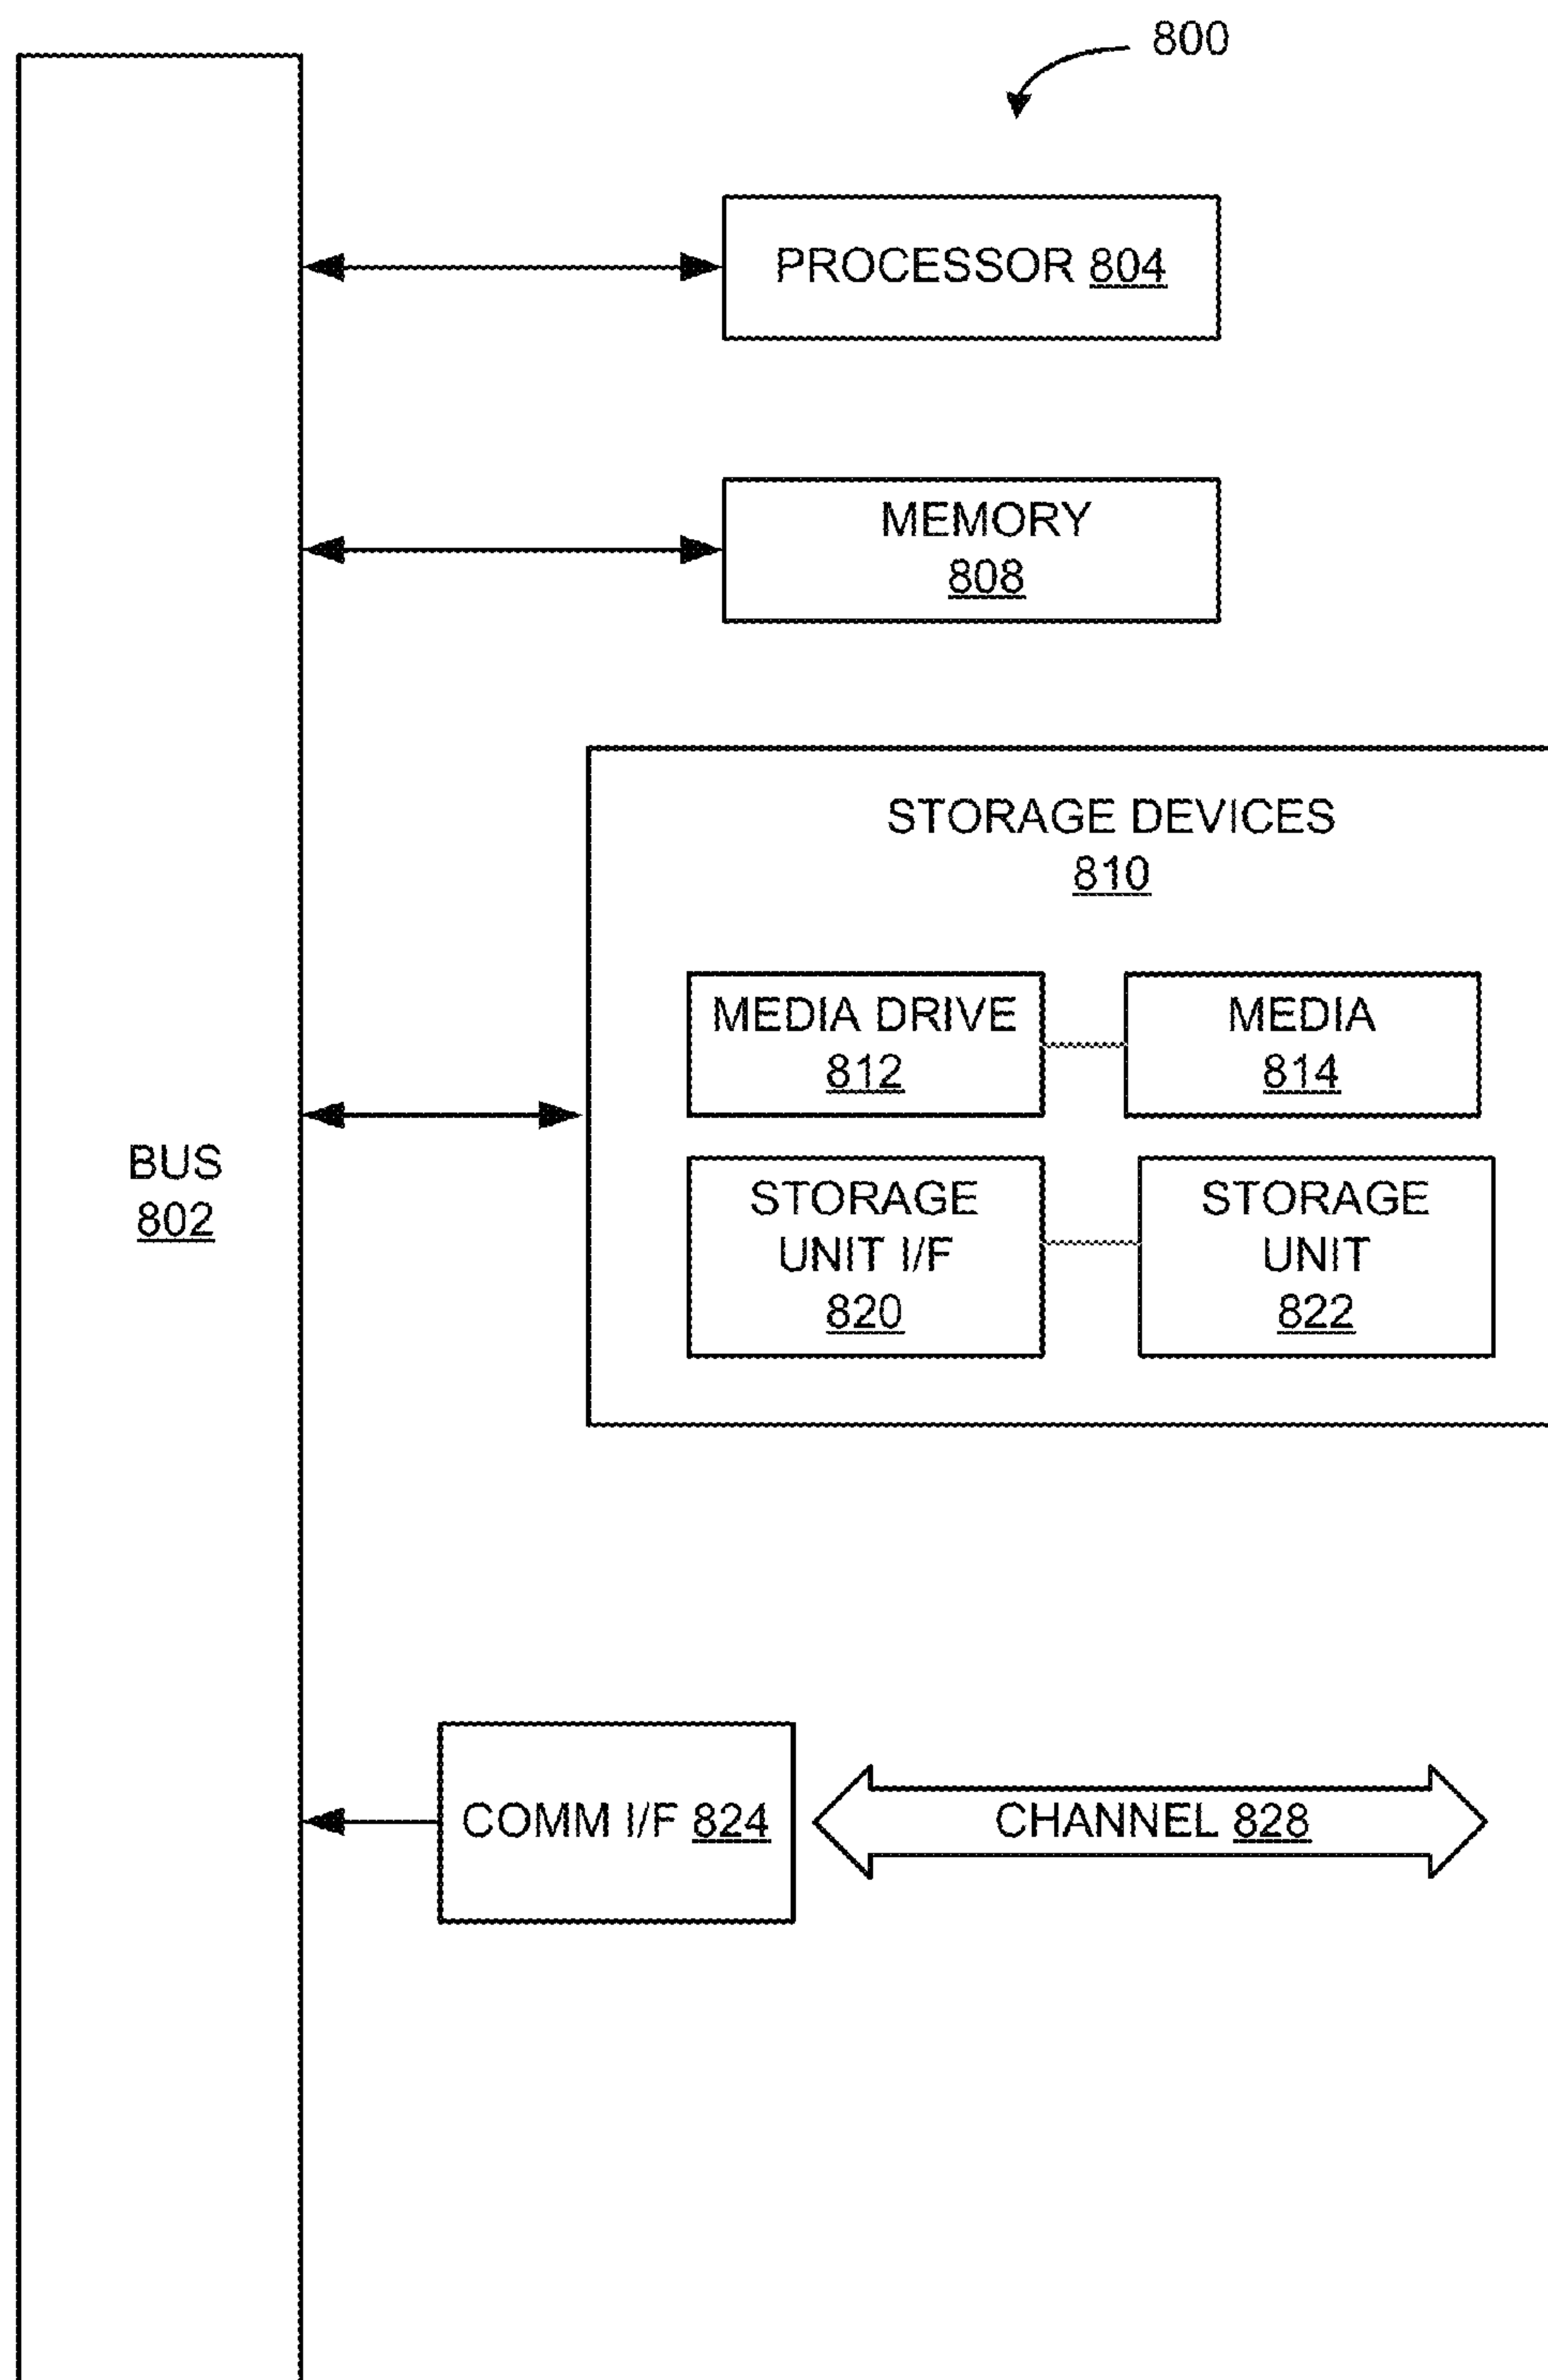 800
PROCESSOR 804
MEMORY
808
STORAGE DEVICES
810
MEDIA DRIVE
812
MEDIA
814
BUS
802
STORAGE
UNIT I/F
820
STORAGE
UNIT
822
COMM I/F 824
CHANNEL 828